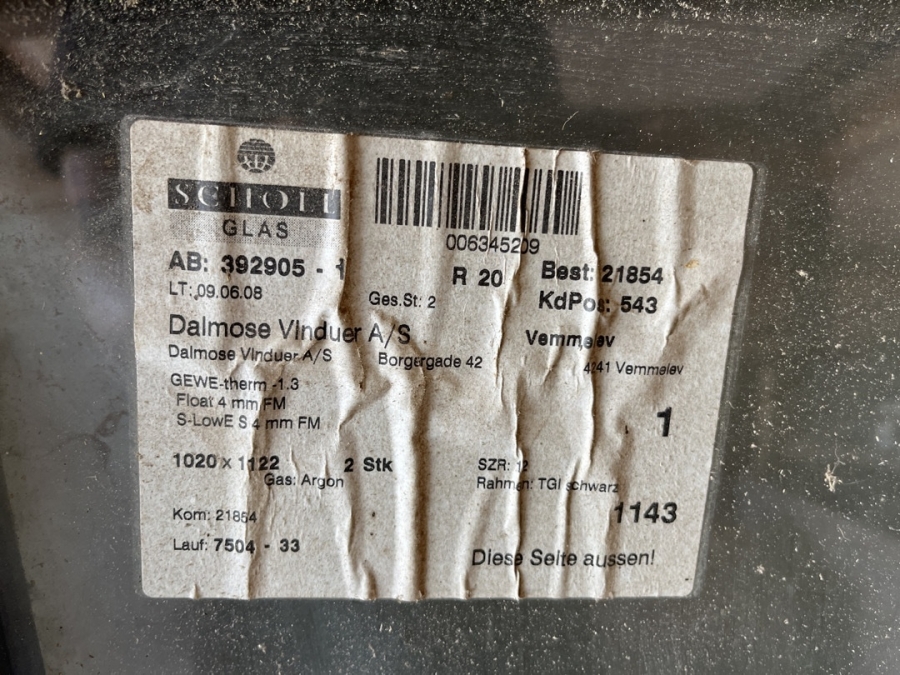 SCHOLL
GLAS
006345209
AB: 392905 - 1
R 20
Best: 21854
LT: 09.06.08
Ges.St: 2
KdPos: 543
Dalmose Vinduer A/S
Vemmelev
Dalmose Vinduer A/S Borgergade 42 4241 Vemmelev
GEWE-therm -1.3
Float 4 mm FM
S-LowE S 4 mm FM
1
1020 x 1122 2 Stk
SZR: 12
Gas: Argon
Rahmen: TGI schwarz
1143
Kom: 21854
Lauf: 7504 - 33
Diese Seite aussen!